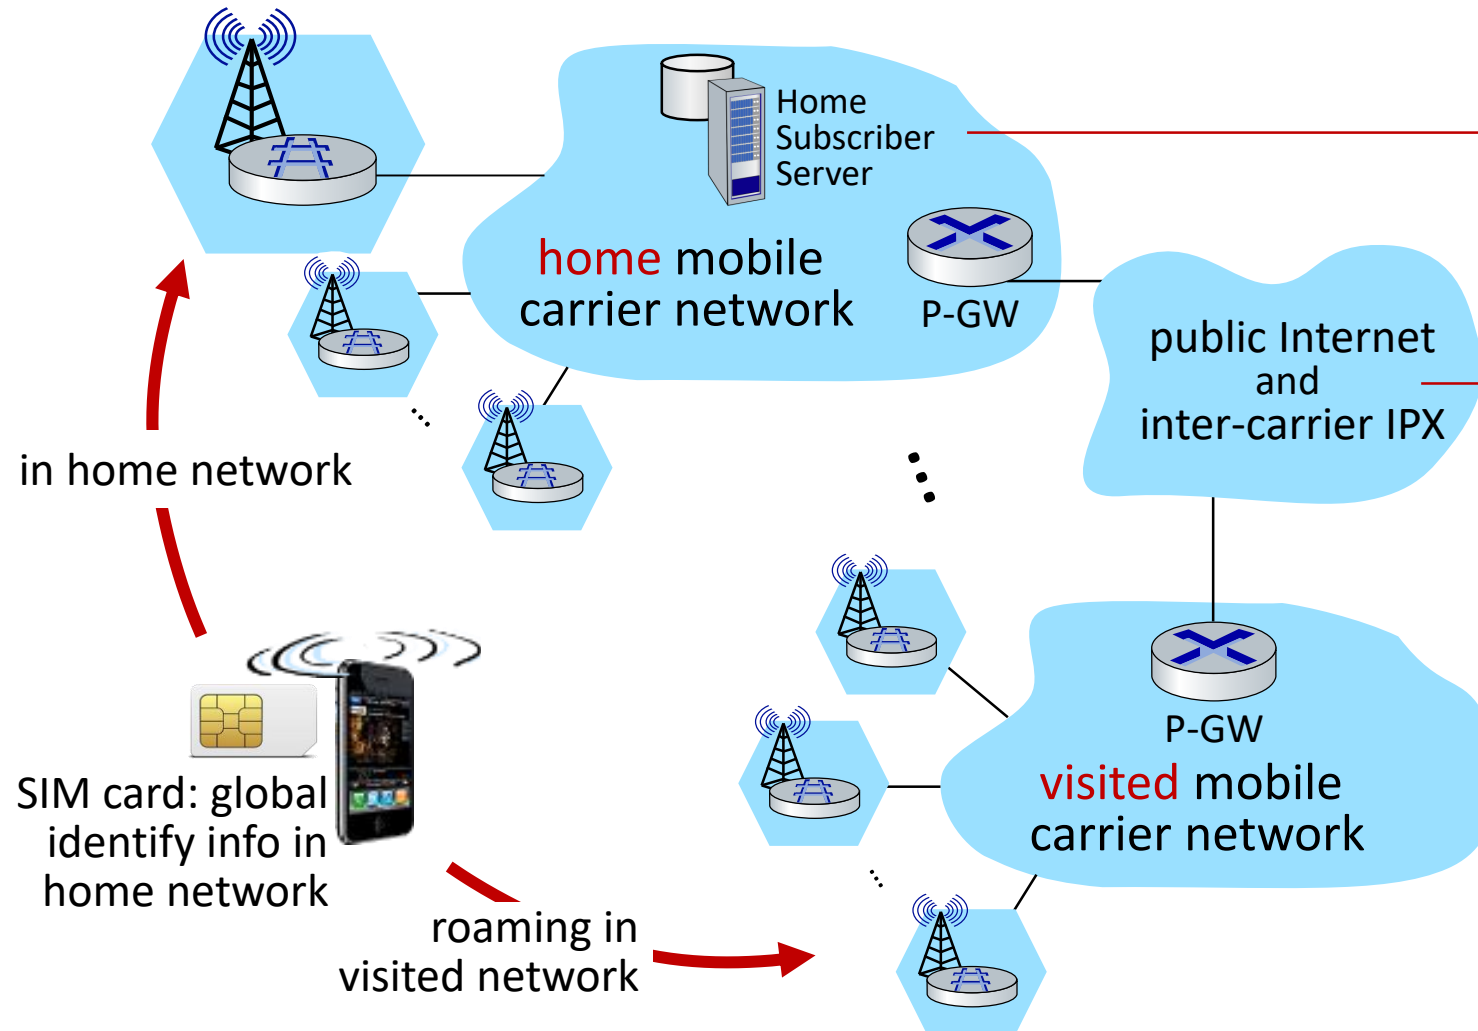 Home
Subscriber
Server
home mobile
carrier network
P-GW
public Internet
and
inter-carrier IPX
in home network
P-GW
visited mobile
carrier network
SIM card: global
identify info in
home network
roaming in
visited network